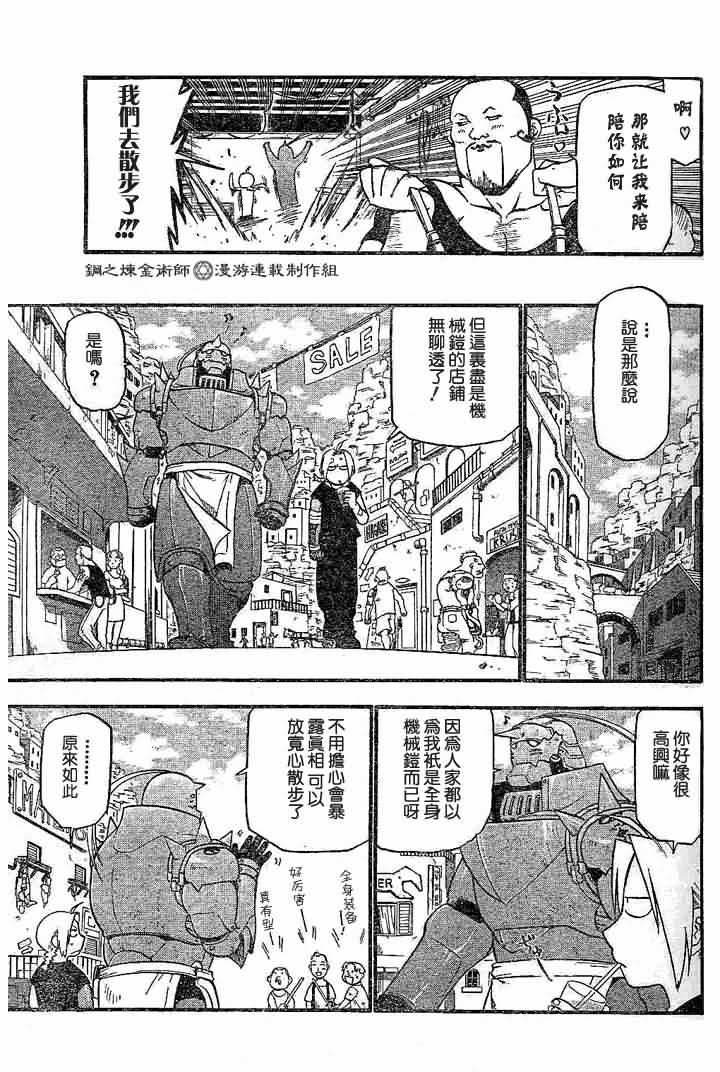 啊♡
那就让我来陪
陪你如何
我們去散步了!!!
鋼之煉金術師
漫游連載制作組
…
說是那麼說
但這裏盡是機
械鎧的店鋪
無聊透了!
SALE
是嗎?
你好像很
高興嘛
因為人家都以
為我衹是全身
機械鎧而已呀
不用擔心會暴
露真相 可以
放寬心散步了
全身裝备
好厉害
真有型
………
原來如此